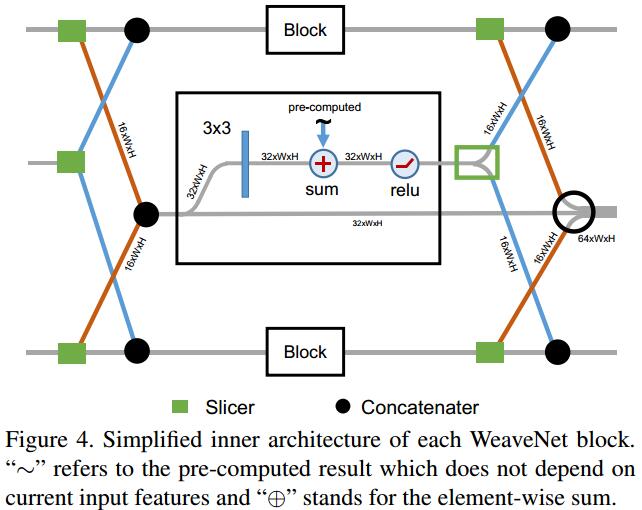 Block
pre-computed
~
3x3
16xWxH
32xWxH
32xWxH
32xWxH
sum
relu
16xWxH
16xWxH
32xWxH
16xWxH
16xWxH
16xWxH
64xWxH
Block
Slicer
Concatenater
Figure 4. Simplified inner architecture of each WeaveNet block.
“∼” refers to the pre-computed result which does not depend on
current input features and “⊕” stands for the element-wise sum.